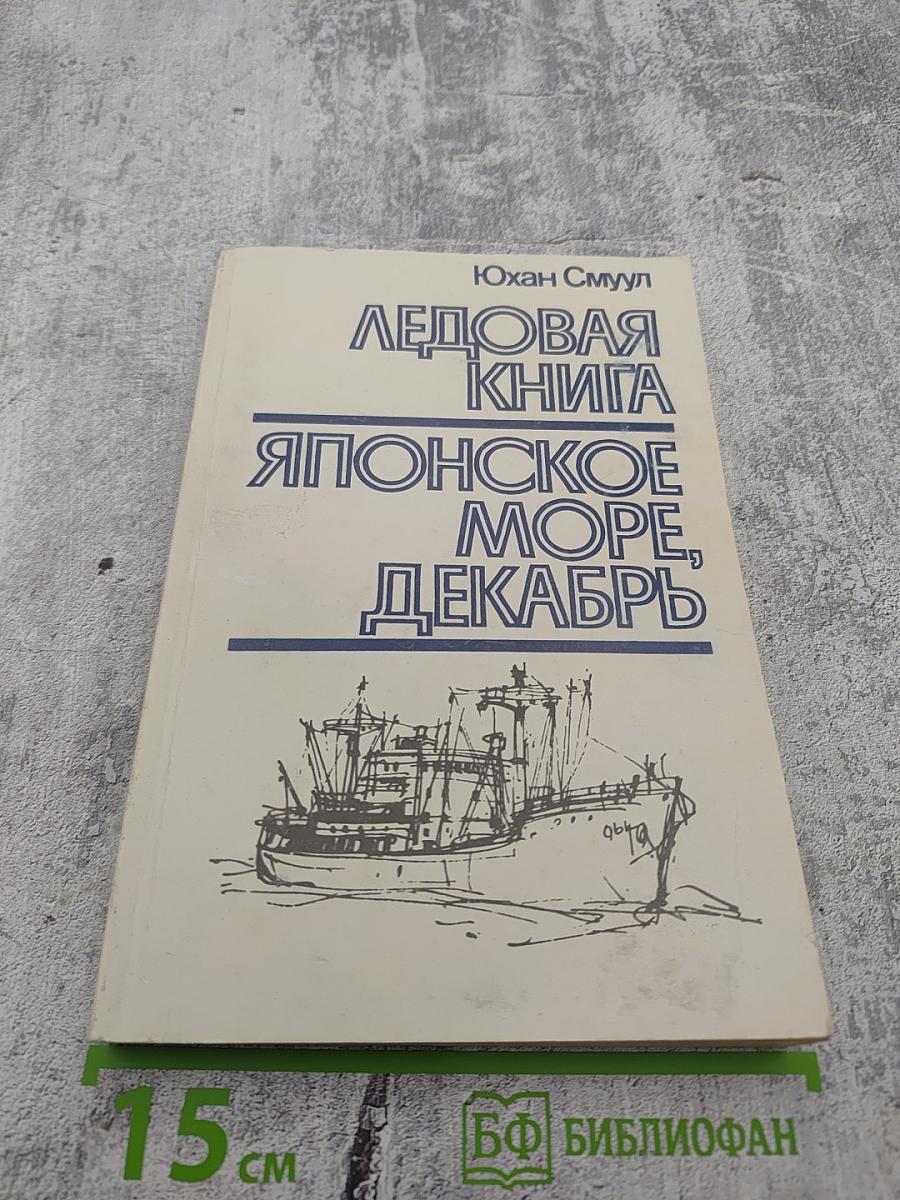 Юхан Смуул
ЛЕДОВАЯ
КНИГА
ЯПОНСКОЕ
МОРЕ,
ДЕКАБРЬ
15 см
БФ БИБЛИОФАН